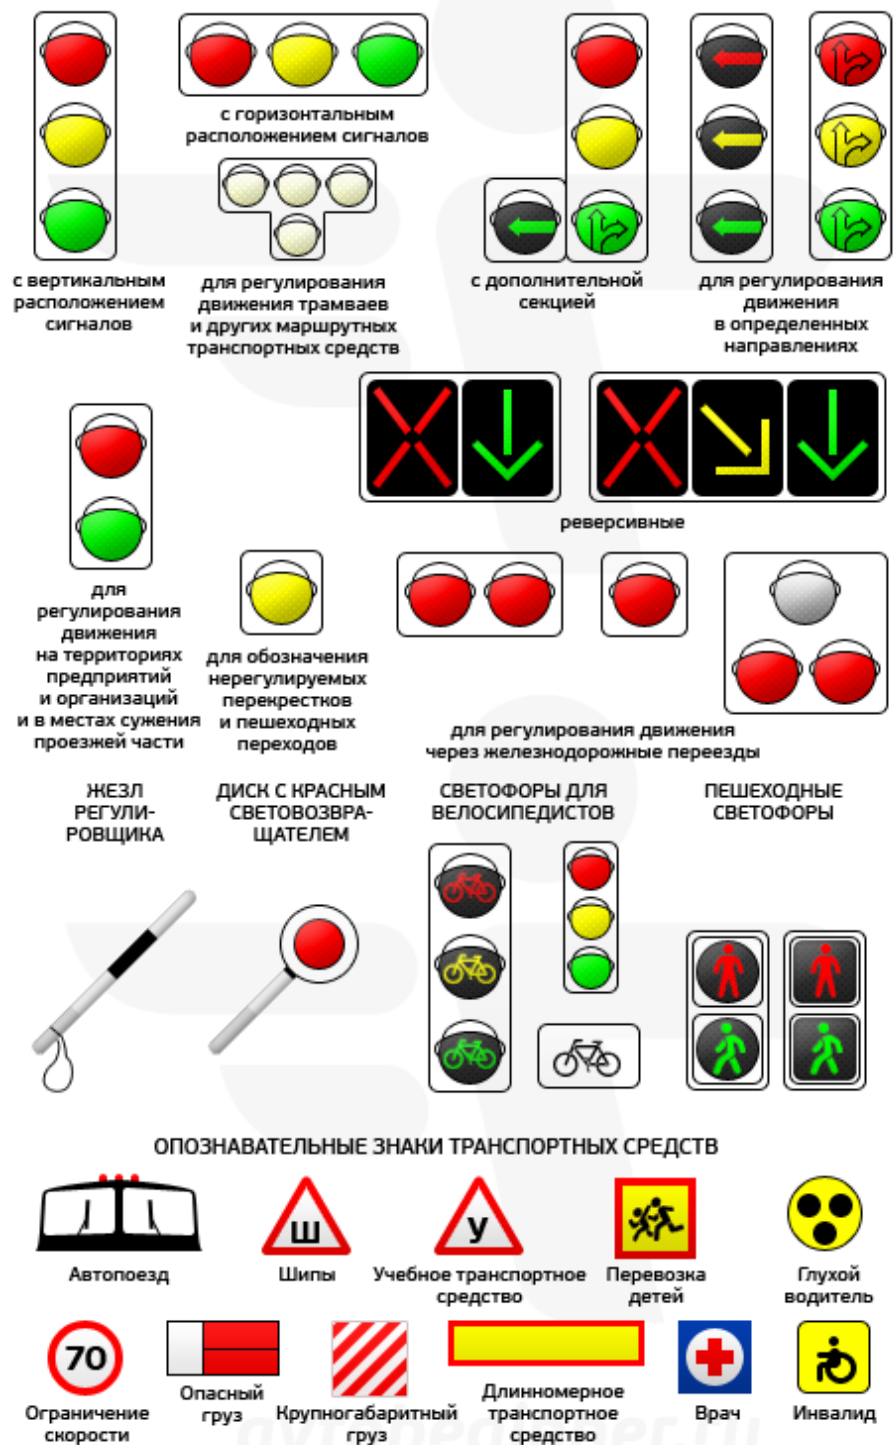 с горизонтальным
расположением сигналов
с вертикальным
расположением
сигналов
для регулирования
движения трамваев
и других маршрутных
транспортных средств
с дополнительной
секцией
для регулирования
движения
в определенных
направлениях
реверсивные
для
регулирования
движения
на территориях
предприятий
и организаций
и в местах сужения
проезжей части
для обозначения
нерегулируемых
перекрестков
и пешеходных
переходов
для регулирования движения
через железнодорожные переезды
ЖЕЗЛ
РЕГУЛИ-
РОВЩИКА
ДИСК С КРАСНЫМ
СВЕТОВОЗВРА-
ЩАТЕЛЕМ
СВЕТОФОРЫ ДЛЯ
ВЕЛОСИПЕДИСТОВ
ПЕШЕХОДНЫЕ
СВЕТОФОРЫ
ОПОЗНАВАТЕЛЬНЫЕ ЗНАКИ ТРАНСПОРТНЫХ СРЕДСТВ
Автопоезд
Ш
Шипы
У
Учебное транспортное
средство
Перевозка
детей
Глухой
водитель
70
Ограничение
скорости
Опасный
груз
Крупногабаритный
груз
Длинномерное
транспортное
средство
Врач
Инвалид